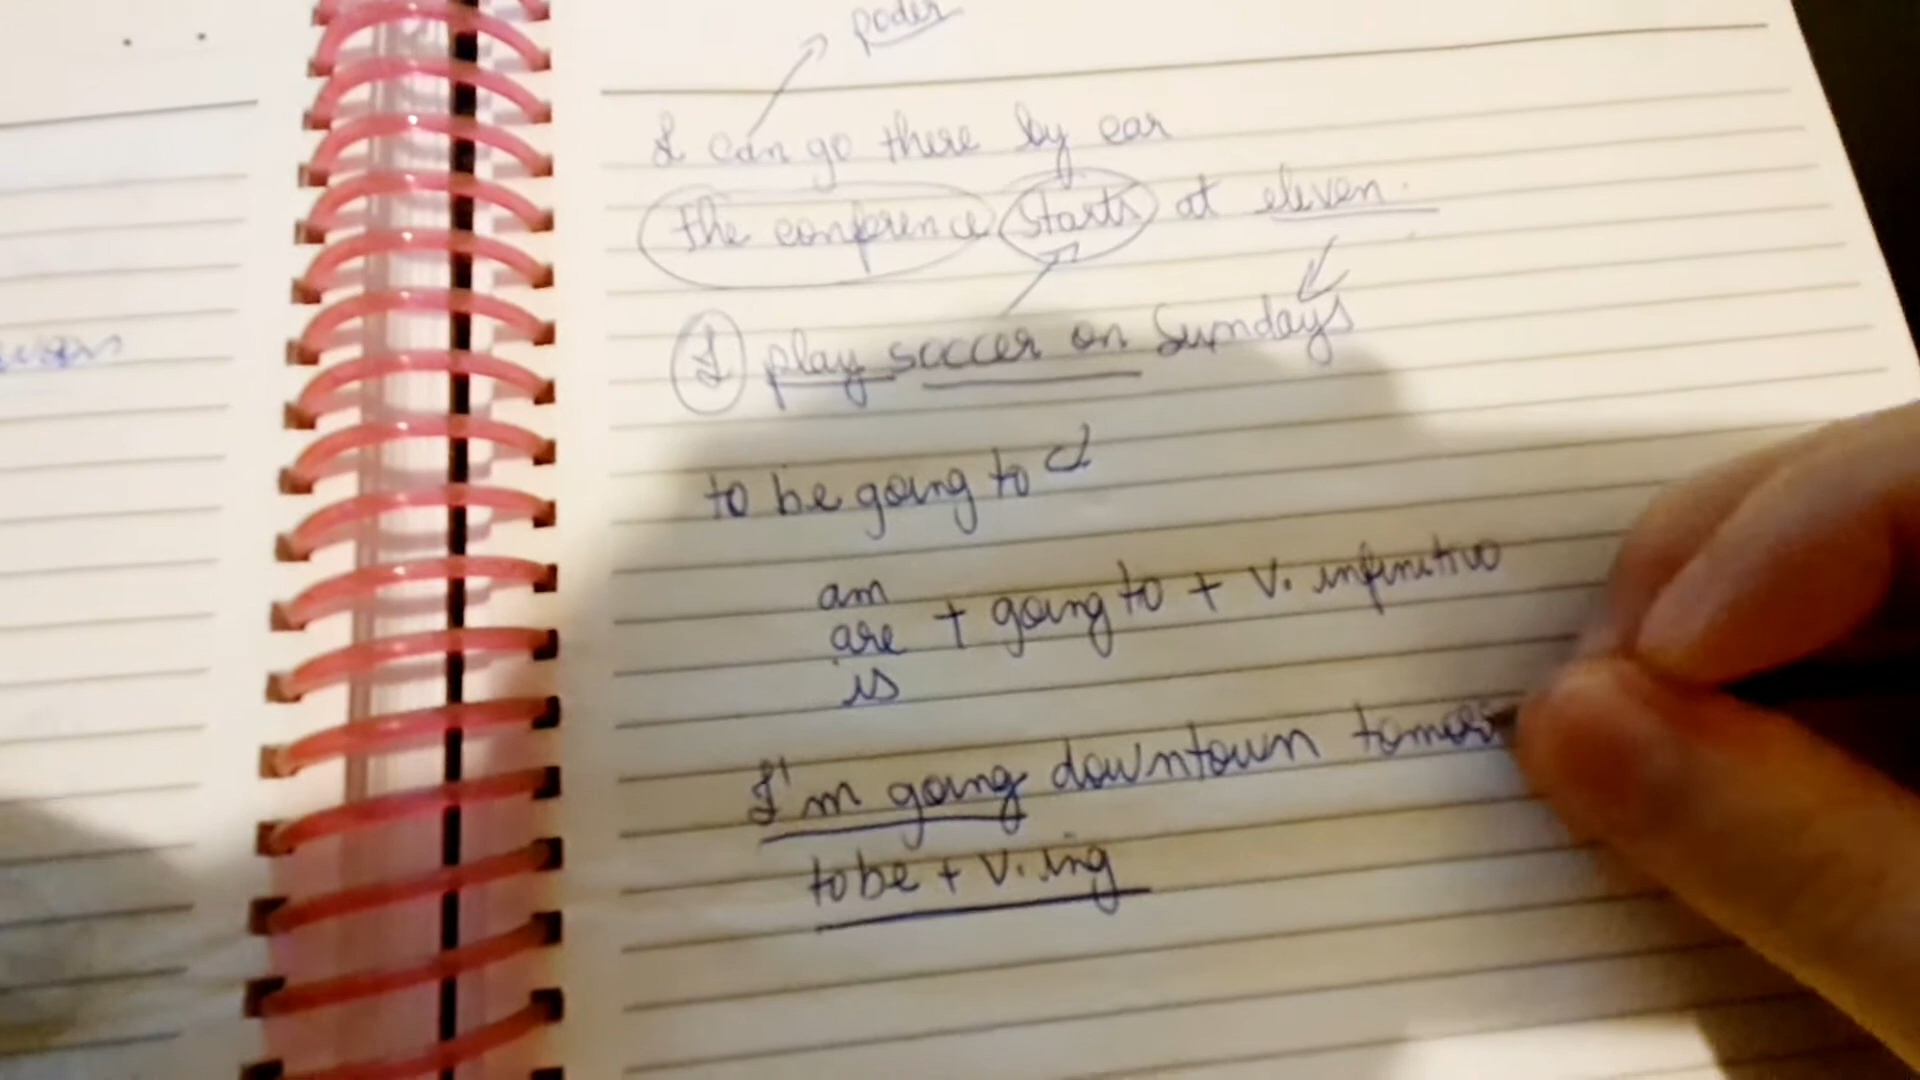 poder
I can go there by car
the conference starts at eleven.
I play soccer on Sundays
to be going to
am
are + going to + v. infinitivo
is
I'm going downtown tomor
to be + v. ing